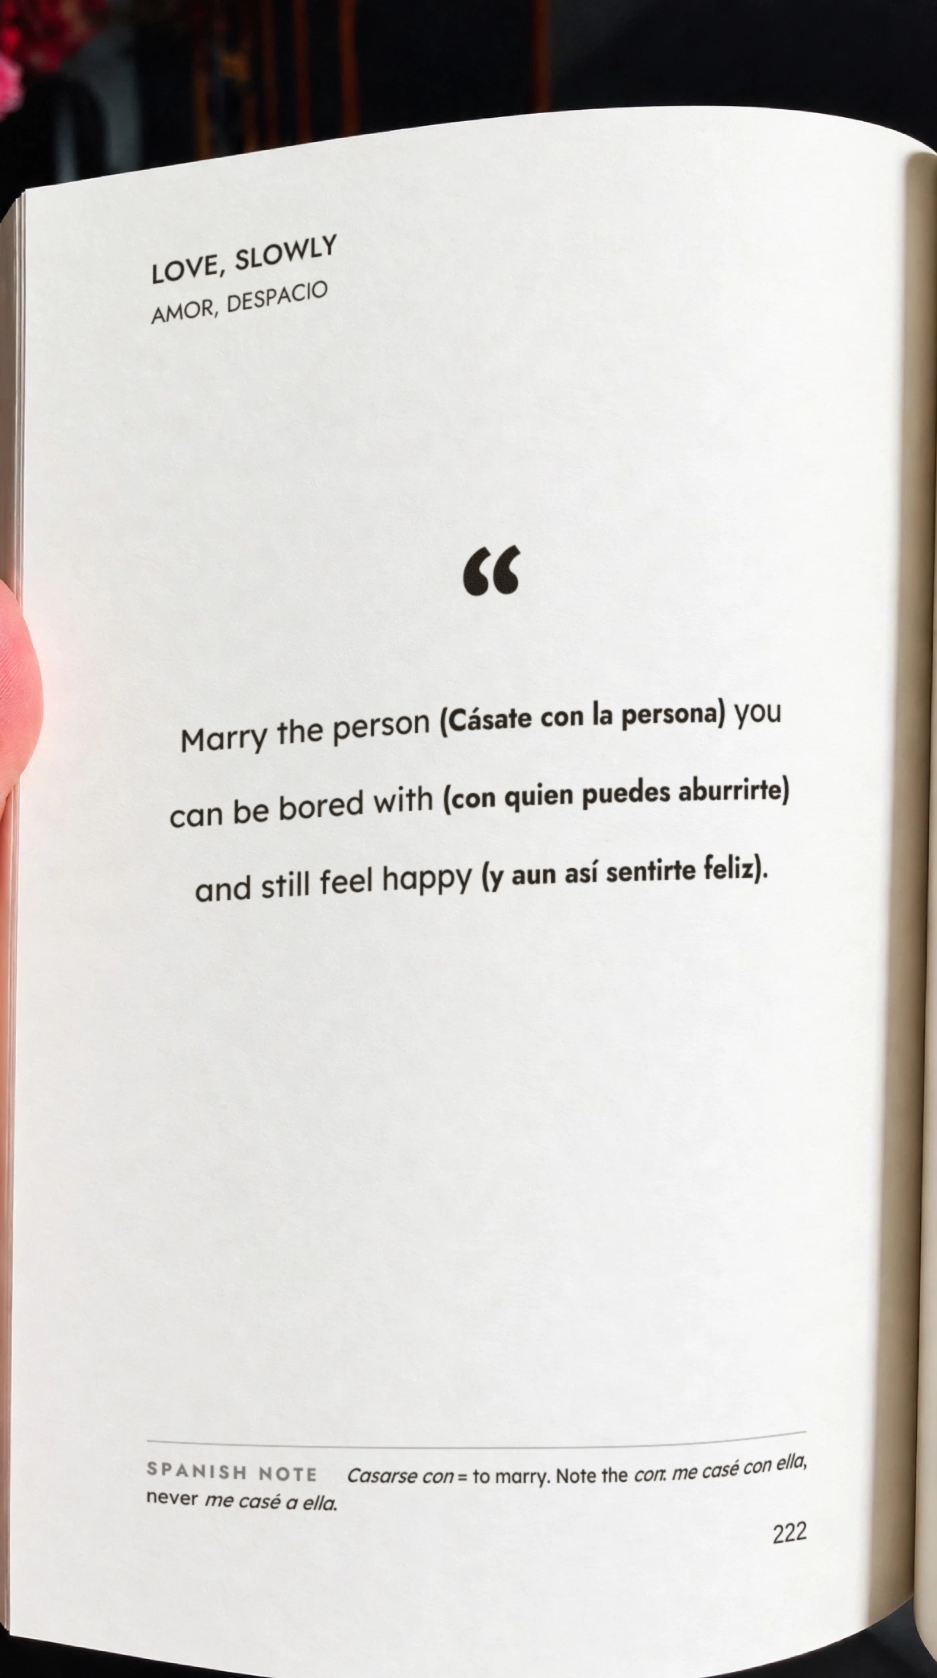 LOVE, SLOWLY
AMOR, DESPACIO
“
Marry the person (Cásate con la persona) you
can be bored with (con quien puedes aburrirte)
and still feel happy (y aun así sentirte feliz).
SPANISH NOTE Casarse con = to marry. Note the con: me casé con ella,
never me casé a ella.
222